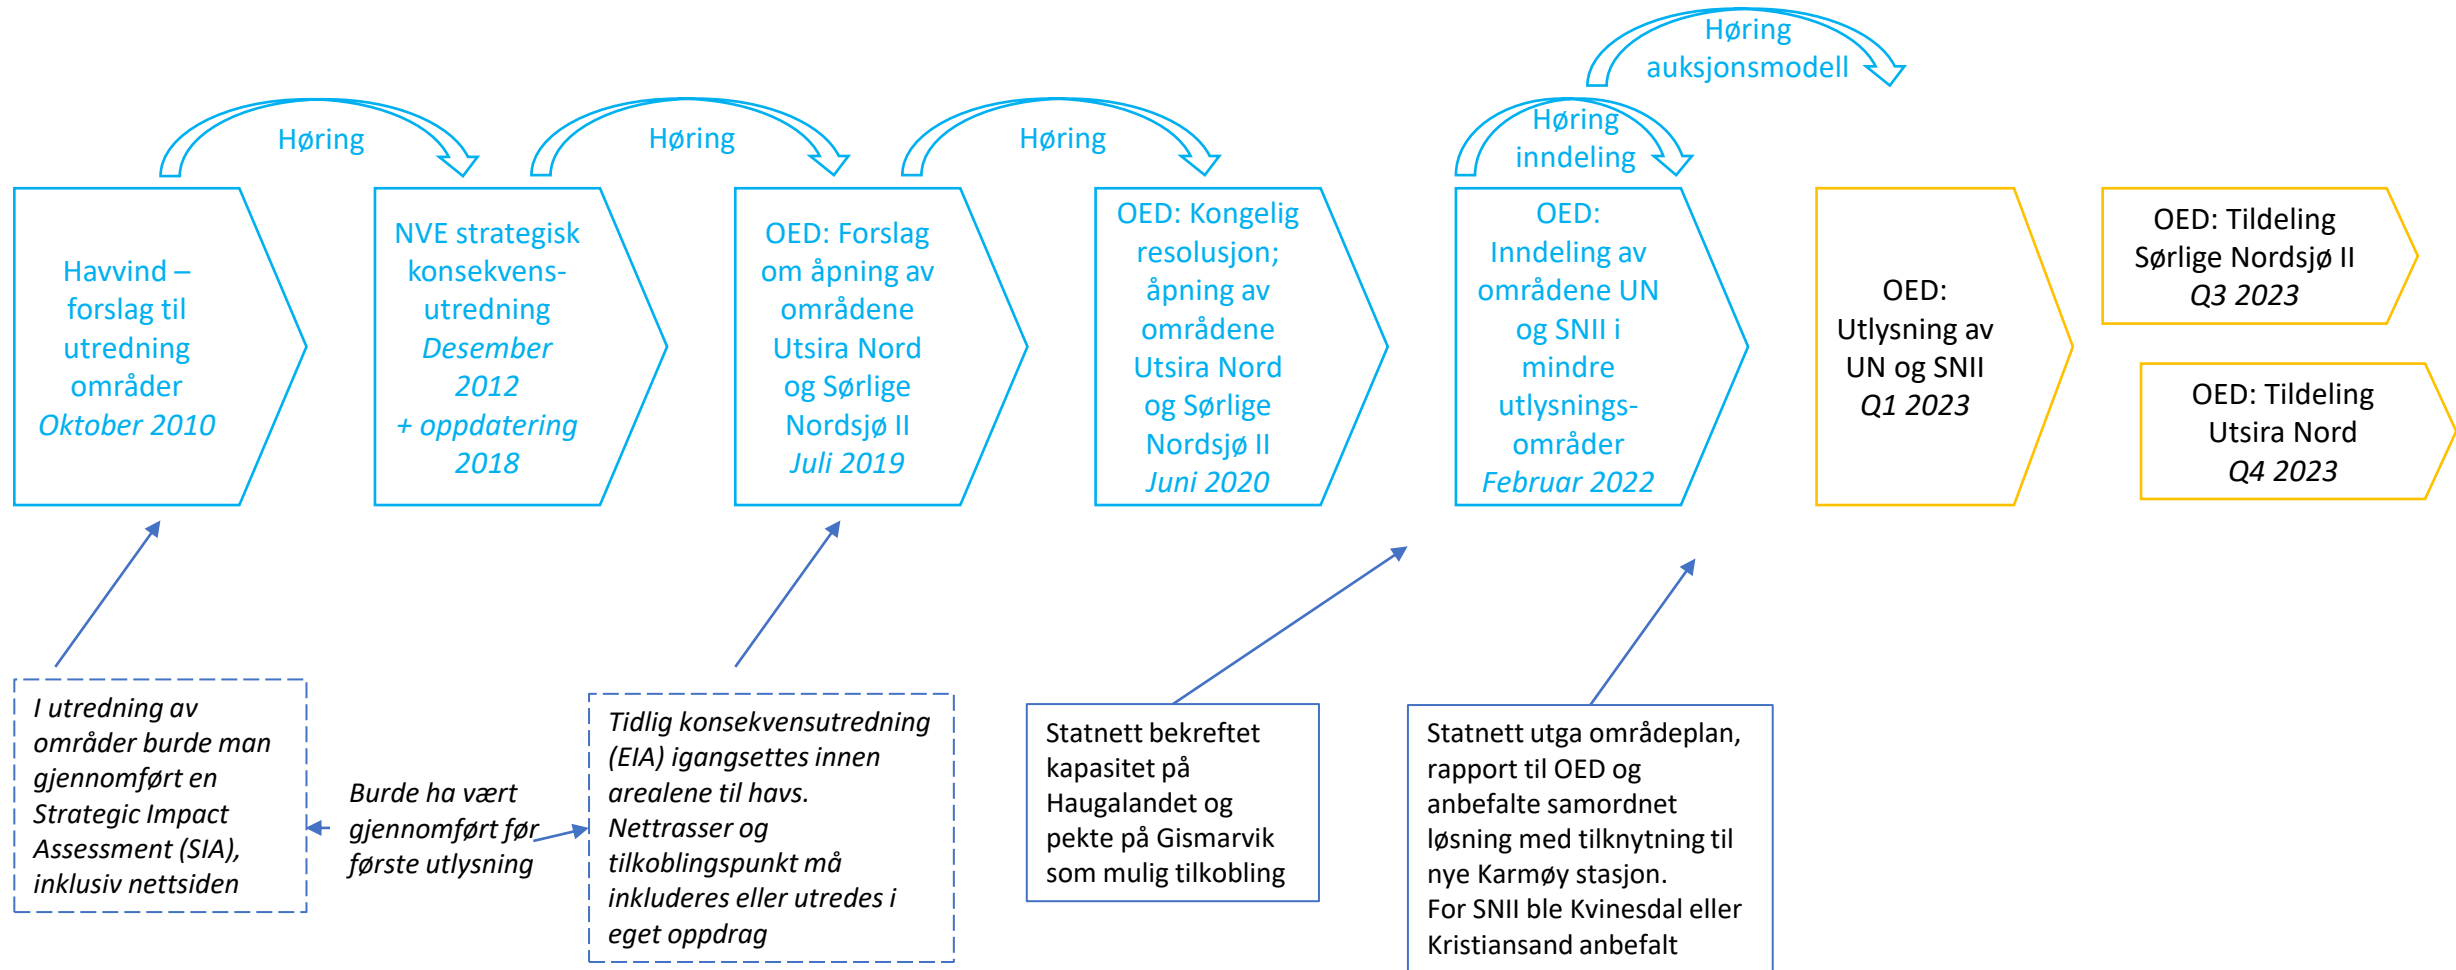 Høring
auksjonsmodell
Høring
Høring
Høring
Høring
inndeling
Havvind –
forslag til
utredning
områder
Oktober 2010
NVE strategisk
konsekvens-
utredning
Desember
2012
+ oppdatering
2018
OED: Forslag
om åpning av
områdene
Utsira Nord
og Sørlige
Nordsjø II
Juli 2019
OED: Kongelig
resolusjon;
åpning av
områdene
Utsira Nord
og Sørlige
Nordsjø II
Juni 2020
OED:
Inndeling av
områdene UN
og SNII i
mindre
utlysnings-
områder
Februar 2022
OED:
Utlysning av
UN og SNII
Q1 2023
OED: Tildeling
Sørlige Nordsjø II
Q3 2023
OED: Tildeling
Utsira Nord
Q4 2023
I utredning av
områder burde man
gjennomført en
Strategic Impact
Assessment (SIA),
inklusiv nettsiden
Burde ha vært
gjennomført før
første utlysning
Tidlig konsekvensutredning
(EIA) igangsettes innen
arealene til havs.
Nettrasser og
tilkoblingspunkt må
inkluderes eller utredes i
eget oppdrag
Statnett bekreftet
kapasitet på
Haugalandet og
pekte på Gismarvik
som mulig tilkobling
Statnett utga områdeplan,
rapport til OED og
anbefalte samordnet
løsning med tilknytning til
nye Karmøy stasjon.
For SNII ble Kvinesdal eller
Kristiansand anbefalt